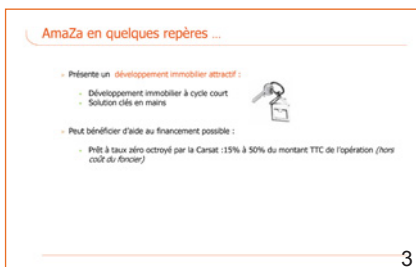 AmaZa en quelques repères ...
Présente un développement immobilier attractif :
Développement immobilier à cycle court
Solution clés en mains
Peut bénéficier d'aide au financement possible :
Prêt à taux zéro octroyé par la Carsat :15% à 50% du montant TTC de l'opération (hors
coût du foncier)
3